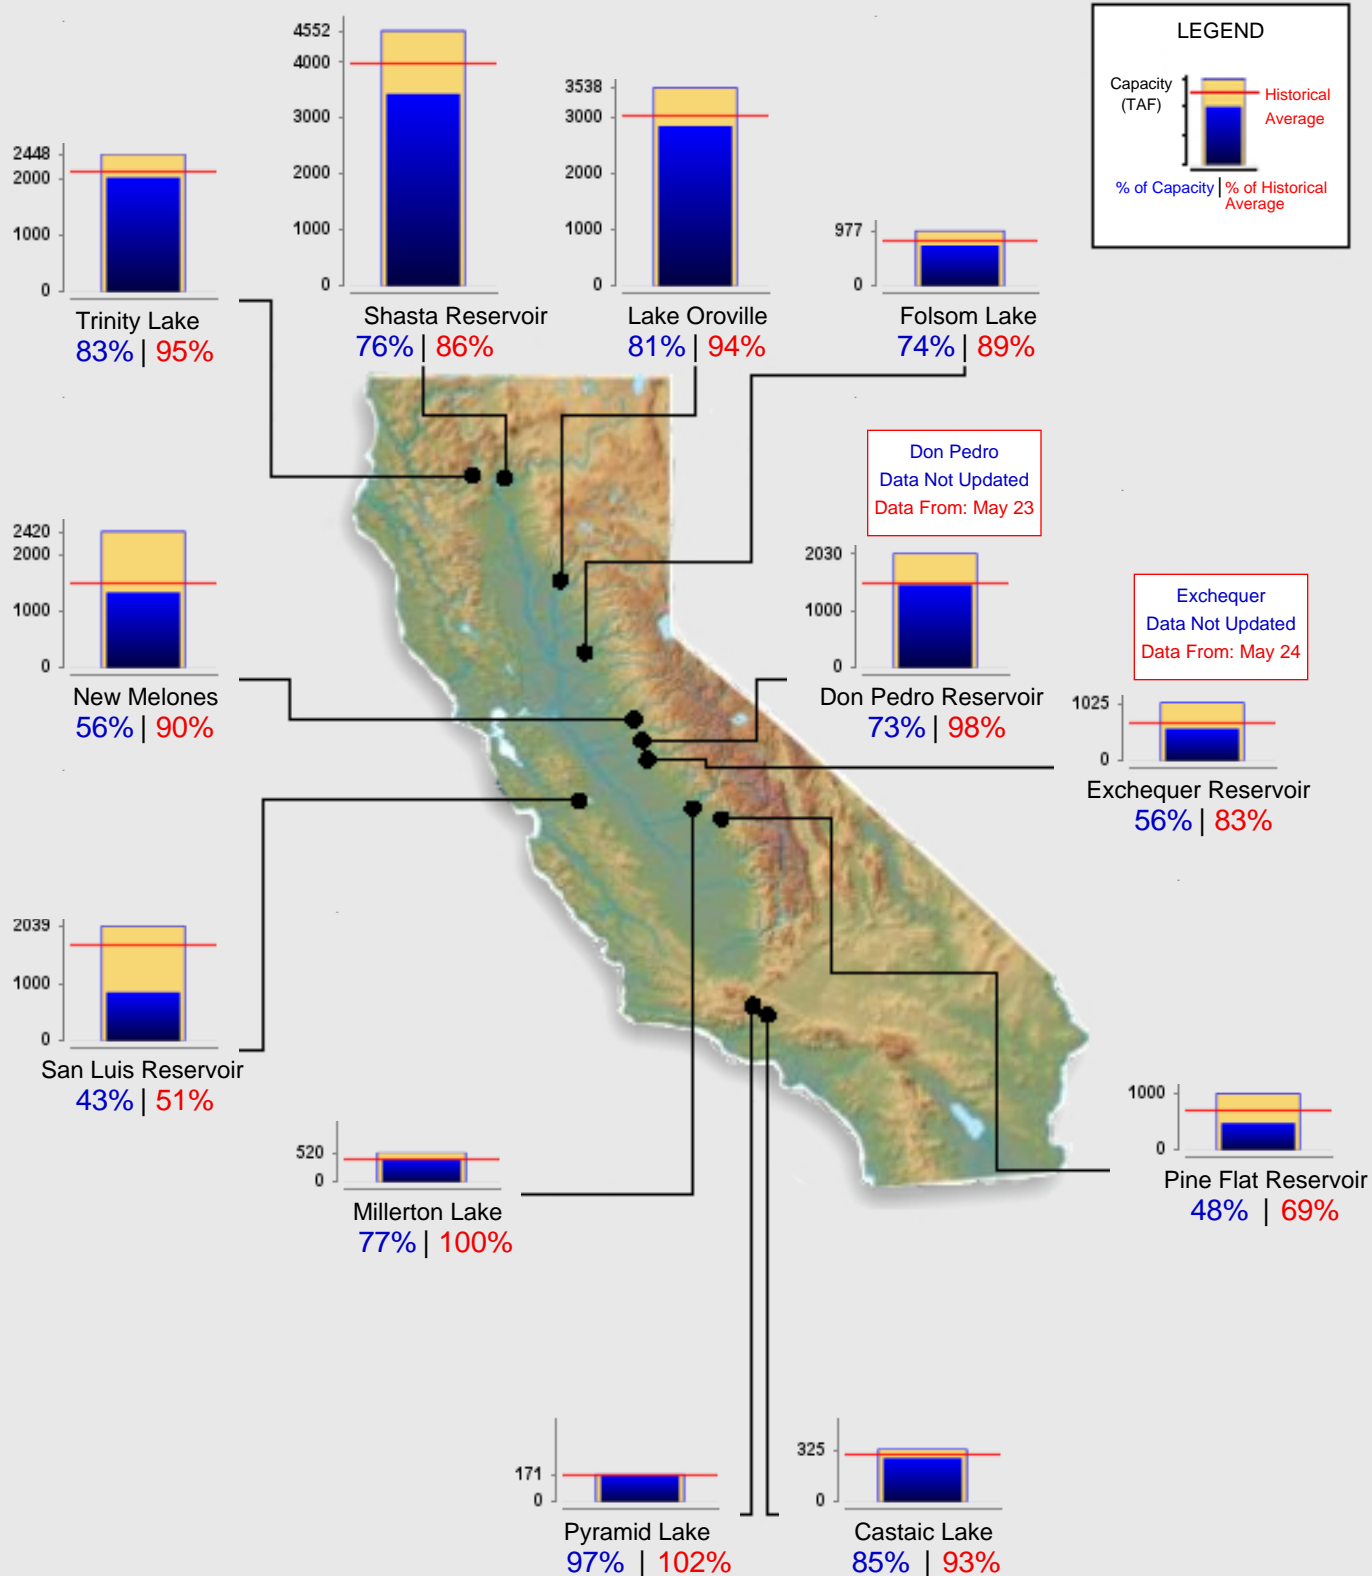 LEGEND
Capacity
(TAF)
Historical
Average
% of Capacity | % of Historical
Average
4552
4000
3000
2000
1000
0
Shasta Reservoir
76% | 86%
3538
3000
2000
1000
0
Lake Oroville
81% | 94%
2448
2000
1000
0
Trinity Lake
83% | 95%
977
0
Folsom Lake
74% | 89%
Don Pedro
Data Not Updated
Data From: May 23
2420
2000
1000
0
New Melones
56% | 90%
2030
1000
0
Don Pedro Reservoir
73% | 98%
Exchequer
Data Not Updated
Data From: May 24
1025
0
Exchequer Reservoir
56% | 83%
2039
1000
0
San Luis Reservoir
43% | 51%
520
0
Millerton Lake
77% | 100%
1000
0
Pine Flat Reservoir
48% | 69%
171
0
Pyramid Lake
97% | 102%
325
0
Castaic Lake
85% | 93%